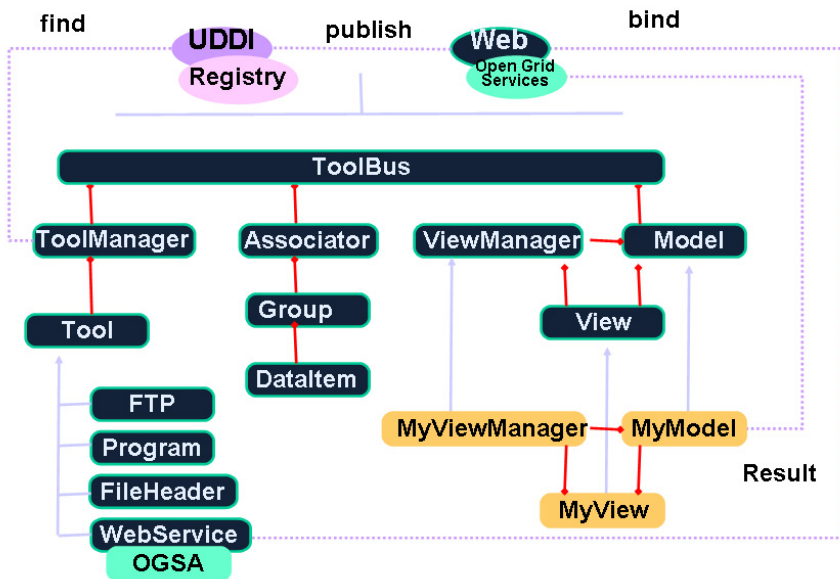 find
publish
bind
UDDI
Registry
Web
Open Grid
Services
ToolBus
ToolManager
Associator
ViewManager
Model
Tool
Group
View
DataItem
FTP
MyViewManager
MyModel
Program
Result
FileHeader
MyView
WebService
OGSA